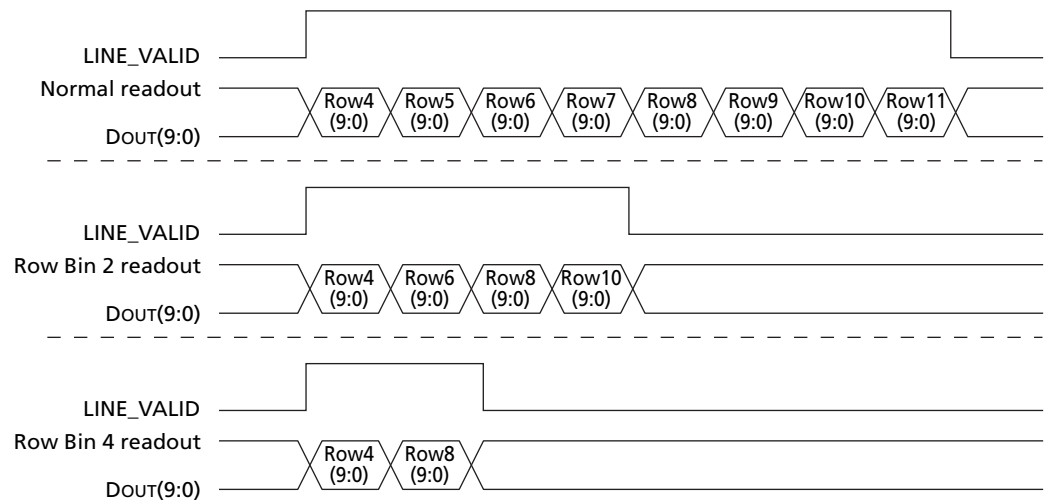 LINE_VALID
Normal readout
Row4 Row5 Row6 Row7 Row8 Row9 Row10 Row11
(9:0) (9:0) (9:0) (9:0) (9:0) (9:0) (9:0) (9:0)
DOUT(9:0)
LINE_VALID
Row Bin 2 readout
Row4 Row6 Row8 Row10
(9:0) (9:0) (9:0) (9:0)
DOUT(9:0)
LINE_VALID
Row Bin 4 readout
Row4 Row8
(9:0) (9:0)
DOUT(9:0)